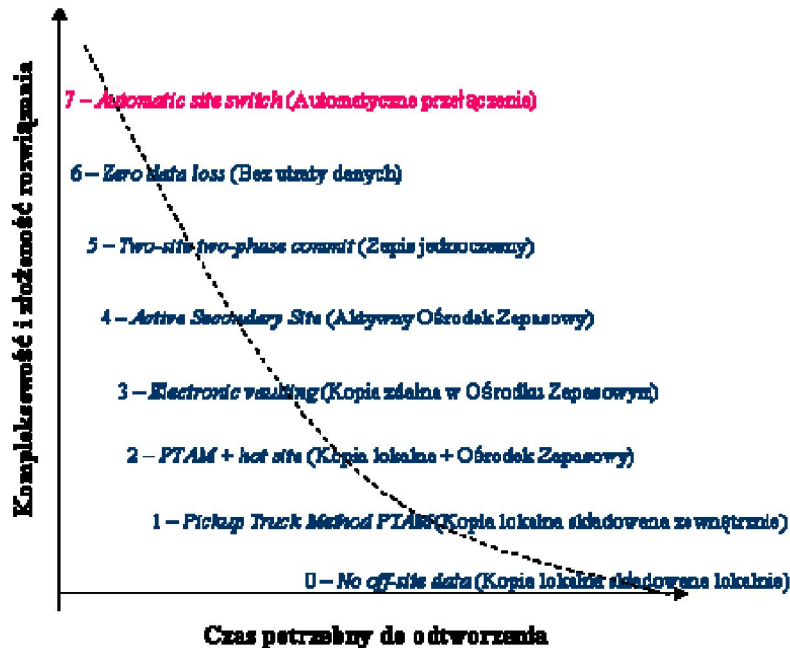 Kompleksowość i złożoność rozwiązania
7 – Automatic site switch (Automatyczne przełączenie)
6 – Zero data loss (Bez utraty danych)
5 – Two-site two-phase commit (Zapis jednoczesny)
4 – Active Secondary Site (Aktywny Ośrodek Zapasowy)
3 – Electronic vaulting (Kopia zdalna w Ośrodku Zapasowym)
2 – PTAM + hot site (Kopia lokalna + Ośrodek Zapasowy)
1 – Pickup Truck Method PTAM (Kopia lokalna składowana zewnętrznie)
0 – No off-site data (Kopia lokalna składowana lokalnie)
Czas potrzebny do odtworzenia